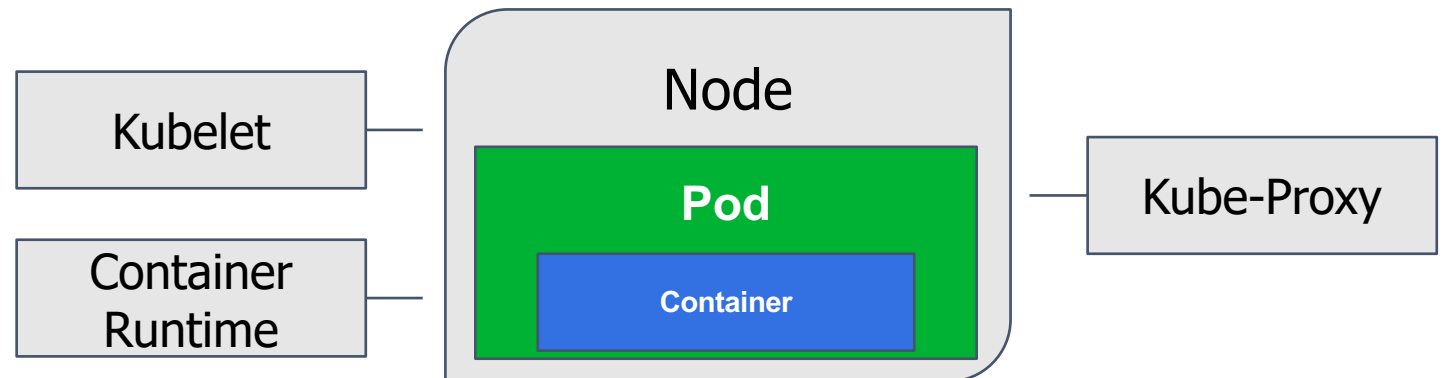 Node
Kubelet
Pod
Kube-Proxy
Container
Runtime
Container